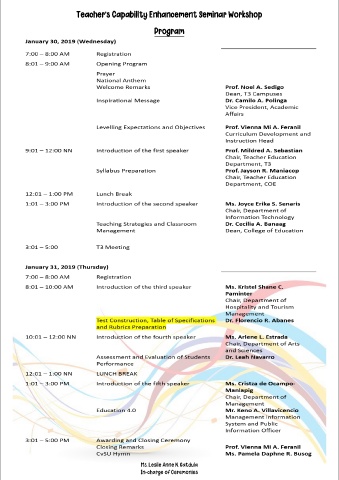 Teacher's Capability Enhancement Seminar Workshop
Program
January 30, 2019 (Wednesday)
7:00 – 8:00 AM Registration
8:01 – 9:00 AM Opening Program
Prayer
National Anthem
Welcome Remarks Prof. Noel A. Sedigo
Dean, T3 Campuses
Inspirational Message Dr. Camilo A. Polinga
Vice President, Academic
Affairs
Levelling Expectations and Objectives Prof. Vienna Mi A. Feranil
Curriculum Development and
Instruction Head
9:01 – 12:00 NN Introduction of the first speaker Prof. Mildred A. Sebastian
Chair, Teacher Education
Department, T3
Syllabus Preparation Prof. Jayson R. Maniacop
Chair, Teacher Education
Department, COE
12:01 – 1:00 PM Lunch Break
1:01 – 3:00 PM Introduction of the second speaker Ms. Joyce Erika S. Senaris
Chair, Department of
Information Technology
Teaching Strategies and Classroom Dr. Cecilia A. Banaag
Management Dean, College of Education
3:01 – 5:00 T3 Meeting
January 31, 2019 (Thursday)
7:00 – 8:00 AM Registration
8:01 – 10:00 AM Introduction of the third speaker Ms. Kristel Shane C.
Paminter
Chair, Department of
Hospitality and Tourism
Management
Test Construction, Table of Specifications Dr. Florencio R. Abanes
and Rubrics Preparation
10:01 – 12:00 NN Introduction of the fourth speaker Ms. Arlene L. Estrada
Chair, Department of Arts
and Sciences
Assessment and Evaluation of Students Dr. Leah Navarro
Performance
12:01 – 1:00 NN LUNCH BREAK
1:01 – 3:00 PM Introduction of the fifth speaker Ms. Cristza de Ocampo-
Manlapig
Chair, Department of
Management
Education 4.0 Mr. Keno A. Villavicencio
Management Information
System and Public
Information Officer
3:01 – 5:00 PM Awarding and Closing Ceremony
Closing Remarks Prof. Vienna Mi A. Feranil
CvSU Hymn Ms. Pamela Daphne R. Busog
Ms. Leslie Anne N.
In-charge of Ceremonies